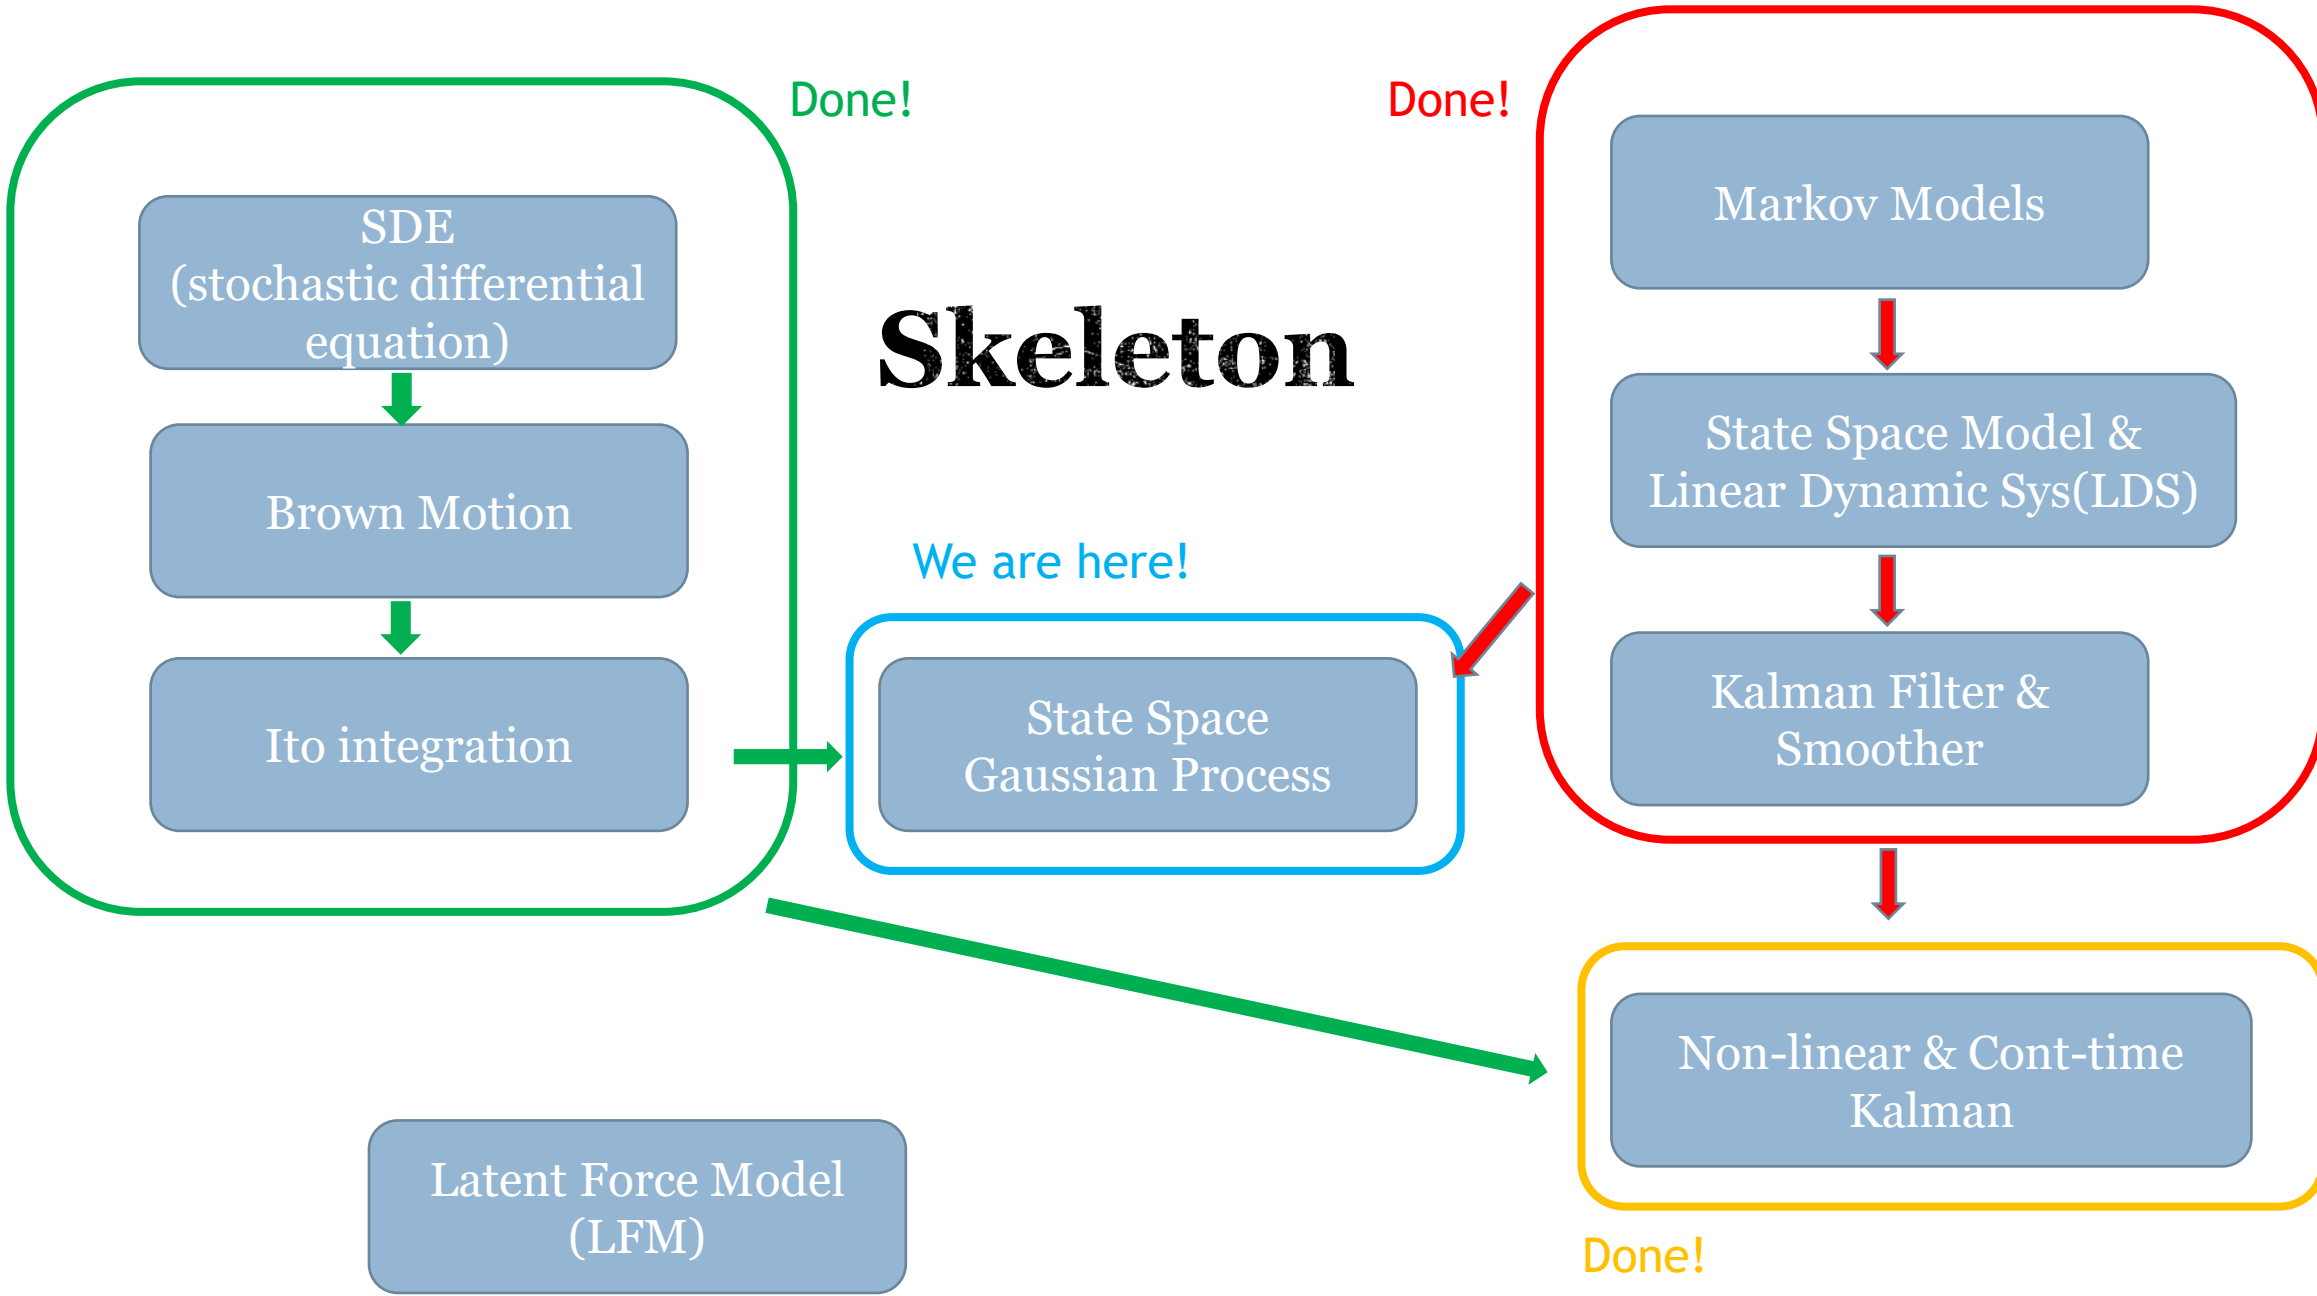 Done!
SDE
(stochastic differential
equation)
Brown Motion
Ito integration
Skeleton
We are here!
State Space
Gaussian Process
Done!
Markov Models
State Space Model &
Linear Dynamic Sys(LDS)
Kalman Filter &
Smoother
Non-linear & Cont-time
Kalman
Done!
Latent Force Model
(LFM)